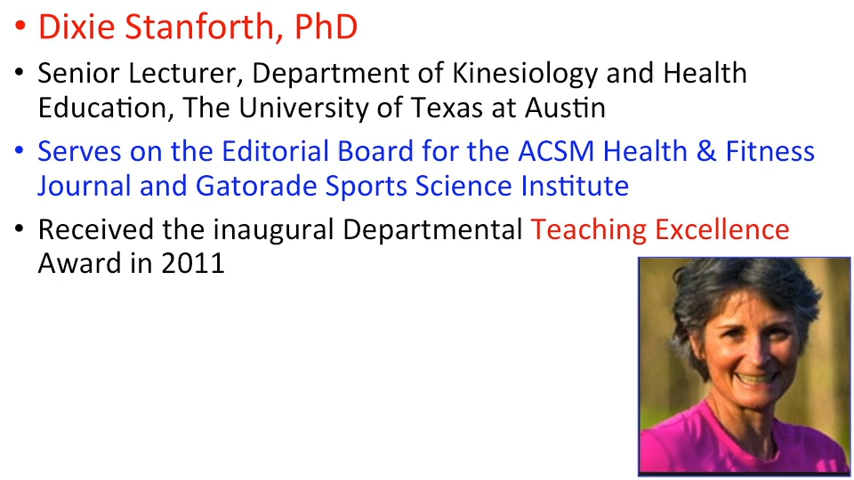 • Dixie Stanforth, PhD
• Senior Lecturer, Department of Kinesiology and Health
Education, The University of Texas at Austin
• Serves on the Editorial Board for the ACSM Health & Fitness
Journal and Gatorade Sports Science Institute
• Received the inaugural Departmental Teaching Excellence
Award in 2011